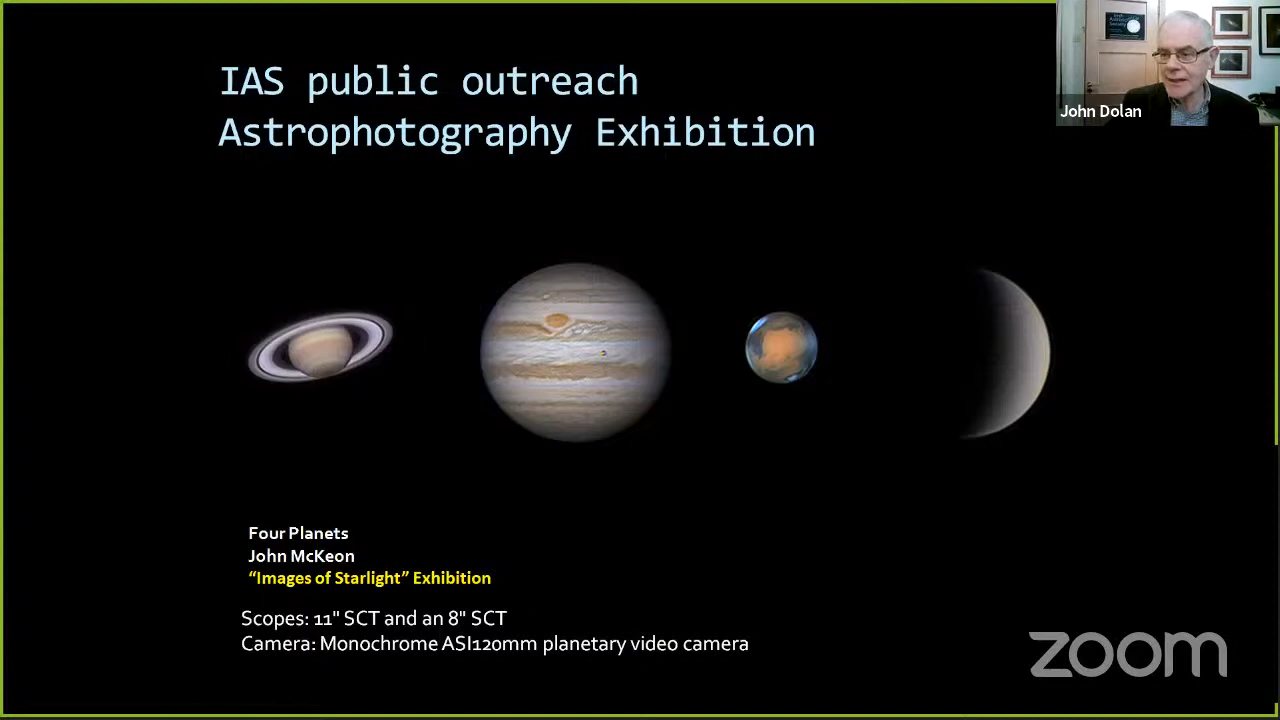 IAS public outreach
Astrophotography Exhibition
John Dolan
Four Planets
John McKeon
“Images of Starlight” Exhibition
Scopes: 11" SCT and an 8" SCT
Camera: Monochrome ASI120mm planetary video camera
zoom